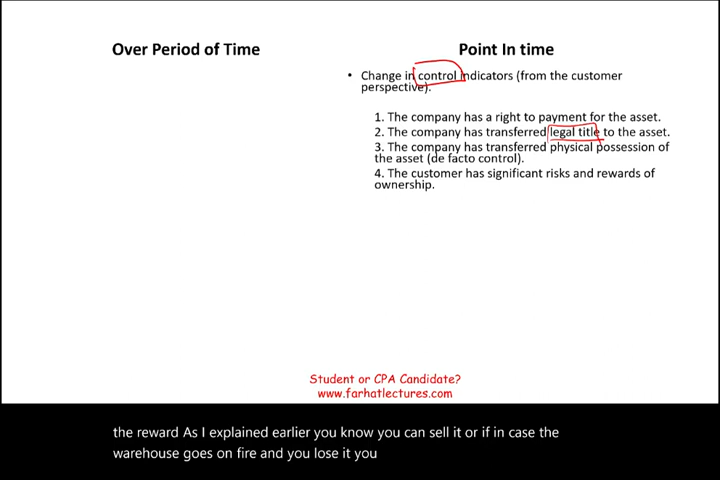 Over Period of Time
Point In time
• Change in control indicators (from the customer
perspective).
1. The company has a right to payment for the asset.
2. The company has transferred legal title to the asset.
3. The company has transferred physical possession of
the asset (de facto control).
4. The customer has significant risks and rewards of
ownership.
Student or CPA Candidate?
www.farhatlectures.com
the reward As I explained earlier you know you can sell it or if in case the
warehouse goes on fire and you lose it you